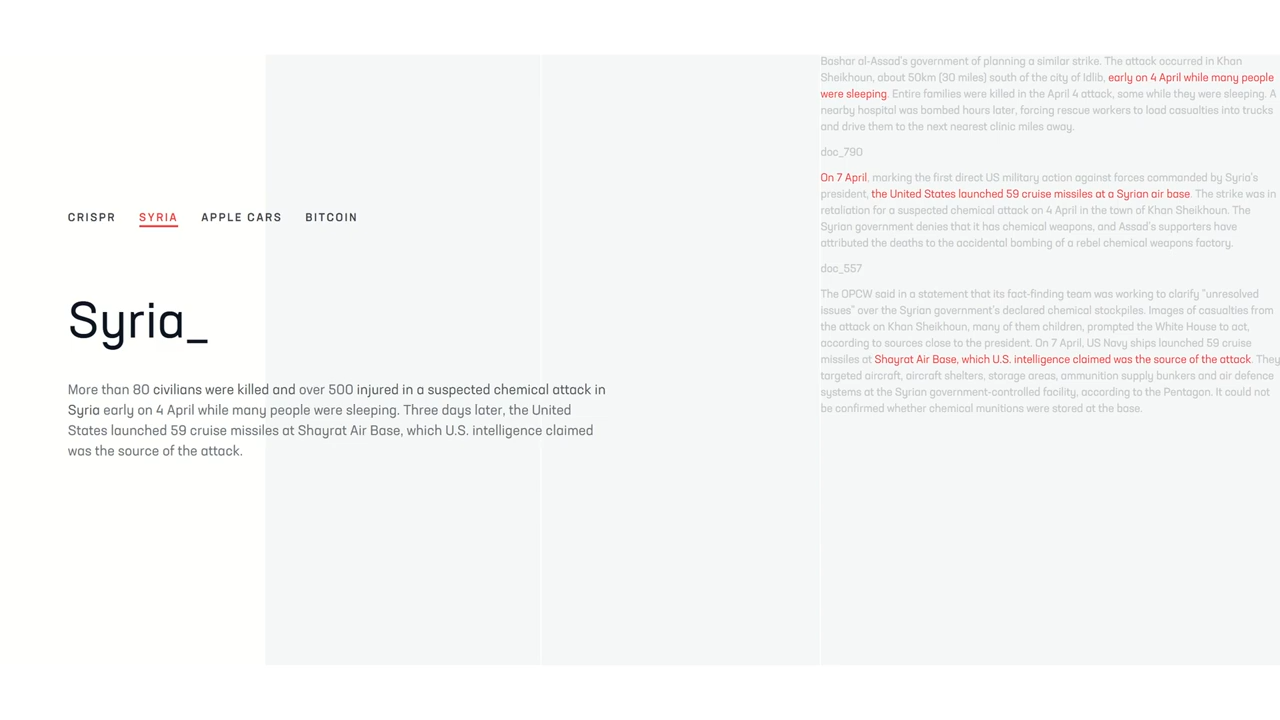 CRISPR SYRIA APPLE CARS BITCOIN
Syria_
More than 80 civilians were killed and over 500 injured in a suspected chemical attack in
Syria early on 4 April while many people were sleeping. Three days later, the United
States launched 59 cruise missiles at Shayrat Air Base, which U.S. intelligence claimed
was the source of the attack.
Bashar al-Assad's government of planning a similar strike. The attack occurred in Khan
Sheikhoun, about 50km (30 miles) south of the city of Idlib, early on 4 April while many people
were sleeping. Entire families were killed in the April 4 attack, some while they were sleeping. A
nearby hospital was bombed hours later, forcing rescue workers to load casualties into trucks
and drive them to the next nearest clinic miles away.
doc_790
On 7 April, marking the first direct US military action against forces commanded by Syria's
president, the United States launched 59 cruise missiles at a Syrian air base. The strike was in
retaliation for a suspected chemical attack on 4 April in the town of Khan Sheikhoun. The
Syrian government denies that it has chemical weapons, and Assad's supporters have
attributed the deaths to the accidental bombing of a rebel chemical weapons factory.
doc_557
The OPCW said in a statement that its fact-finding team was working to clarify "unresolved
issues" over the Syrian government's declared chemical stockpiles. Images of casualties from
the attack on Khan Sheikhoun, many of them children, prompted the White House to act,
according to sources close to the president. On 7 April, US Navy ships launched 59 cruise
missiles at Shayrat Air Base, which U.S. intelligence claimed was the source of the attack. They
targeted aircraft, aircraft shelters, storage areas, ammunition supply bunkers and air defence
systems at the Syrian government-controlled facility, according to the Pentagon. It could not
be confirmed whether chemical munitions were stored at the base.